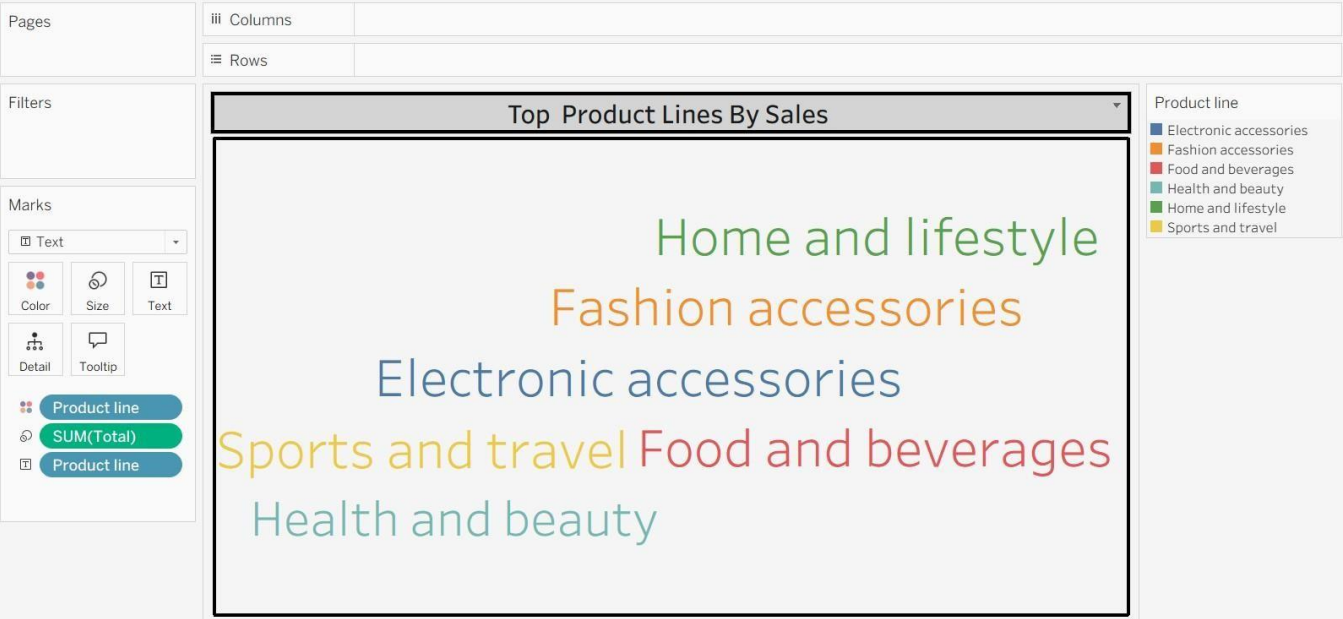 Pages
Columns
Rows
Filters
Marks
Text
Color
Size
Text
Detail
Tooltip
Product line
SUM(Total)
Product line
Top Product Lines By Sales
Home and lifestyle
Fashion accessories
Electronic accessories
Sports and travel Food and beverages
Health and beauty
Product line
Electronic accessories
Fashion accessories
Food and beverages
Health and beauty
Home and lifestyle
Sports and travel